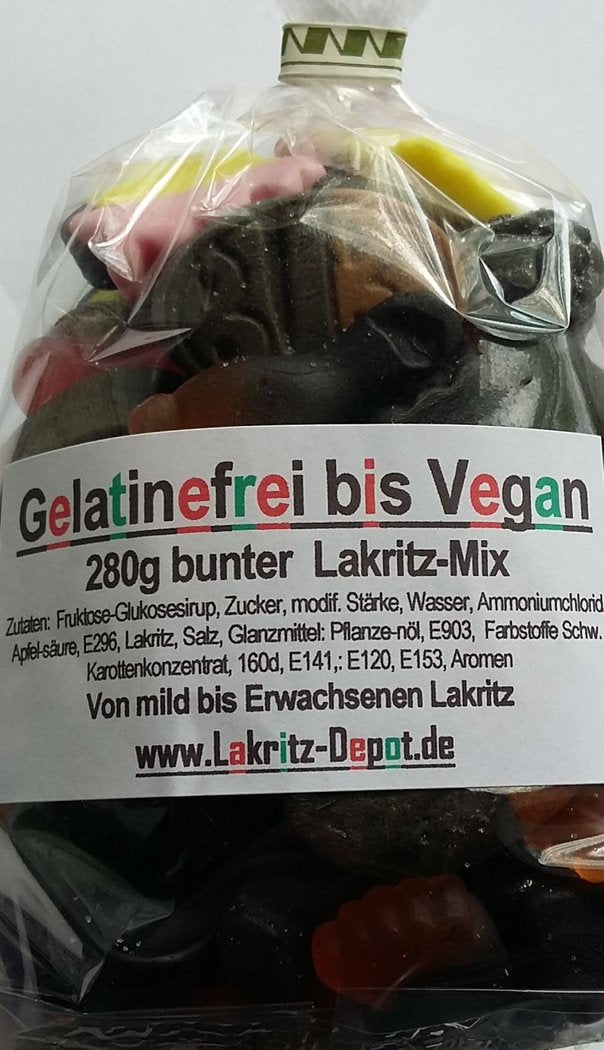 Gelatinefrei bis Vegan
280g bunter Lakritz-Mix
Zutaten: Fruktose-Glukosesirup, Zucker, modif. Stärke, Wasser, Ammoniumchlorid
Apfel-säure, E296, Lakritz, Salz, Glanzmittel: Pflanze-nöl, E903, Farbstoffe Schw.
Karottenkonzentrat, 160d, E141,: E120, E153, Aromen
Von mild bis Erwachsenen Lakritz
www.Lakritz-Depot.de